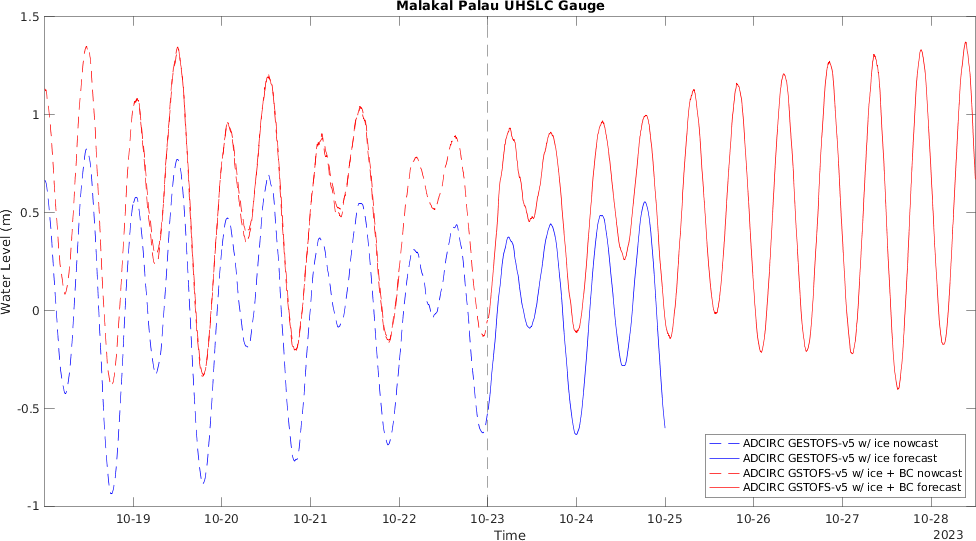 Malakal Palau UHSLC Gauge
1.5
1
0.5
0
-0.5
-1
Water Level (m)
10-19 10-20 10-21 10-22 10-23 10-24 10-25 10-26 10-27 10-28
Time
2023
ADCIRC GESTOFS-v5 w/ ice nowcast
ADCIRC GESTOFS-v5 w/ ice forecast
ADCIRC GSTOFS-v5 w/ ice + BC nowcast
ADCIRC GSTOFS-v5 w/ ice + BC forecast